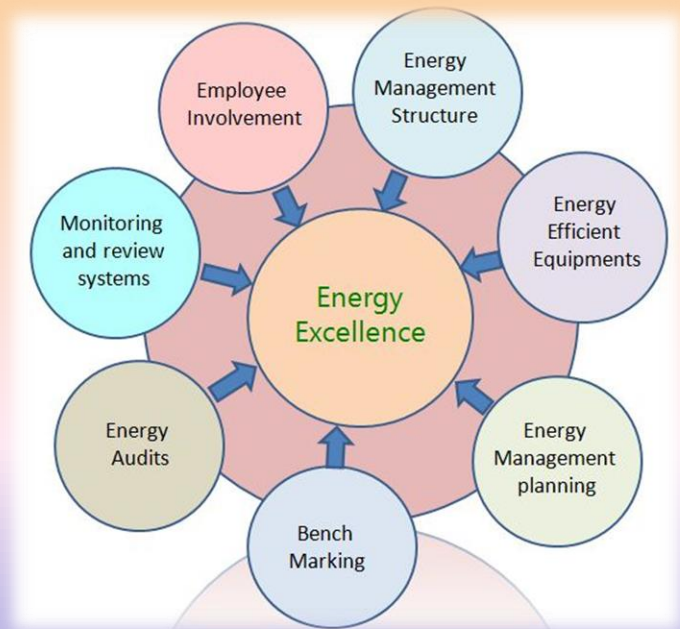 Employee
Involvement
Energy
Management
Structure
Monitoring
and review
systems
Energy
Efficient
Equipments
Energy
Excellence
Energy
Audits
Energy
Management
planning
Bench
Marking